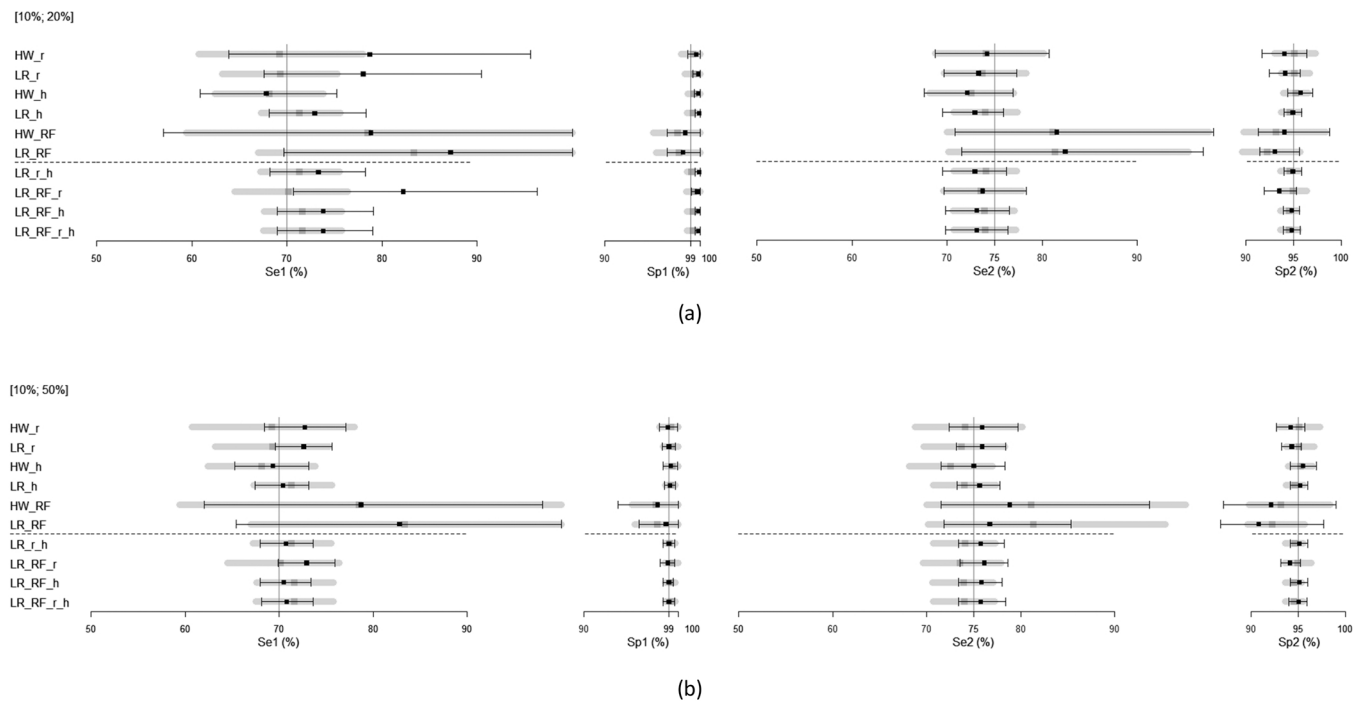 [10%; 20%]
HW_r
LR_r
HW_h
LR_h
HW_RF
LR_RF
LR_r_h
LR_RF_r
LR_RF_h
LR_RF_r_h
50 60 70 80 90 90 99 100 50 60 70 75 80 90 90 95 100
Se1 (%) Sp1 (%) Se2 (%) Sp2 (%)
(a)
[10%; 50%]
HW_r
LR_r
HW_h
LR_h
HW_RF
LR_RF
LR_r_h
LR_RF_r
LR_RF_h
LR_RF_r_h
50 60 70 80 90 90 99 100 50 60 70 75 80 90 90 95 100
Se1 (%) Sp1 (%) Se2 (%) Sp2 (%)
(b)